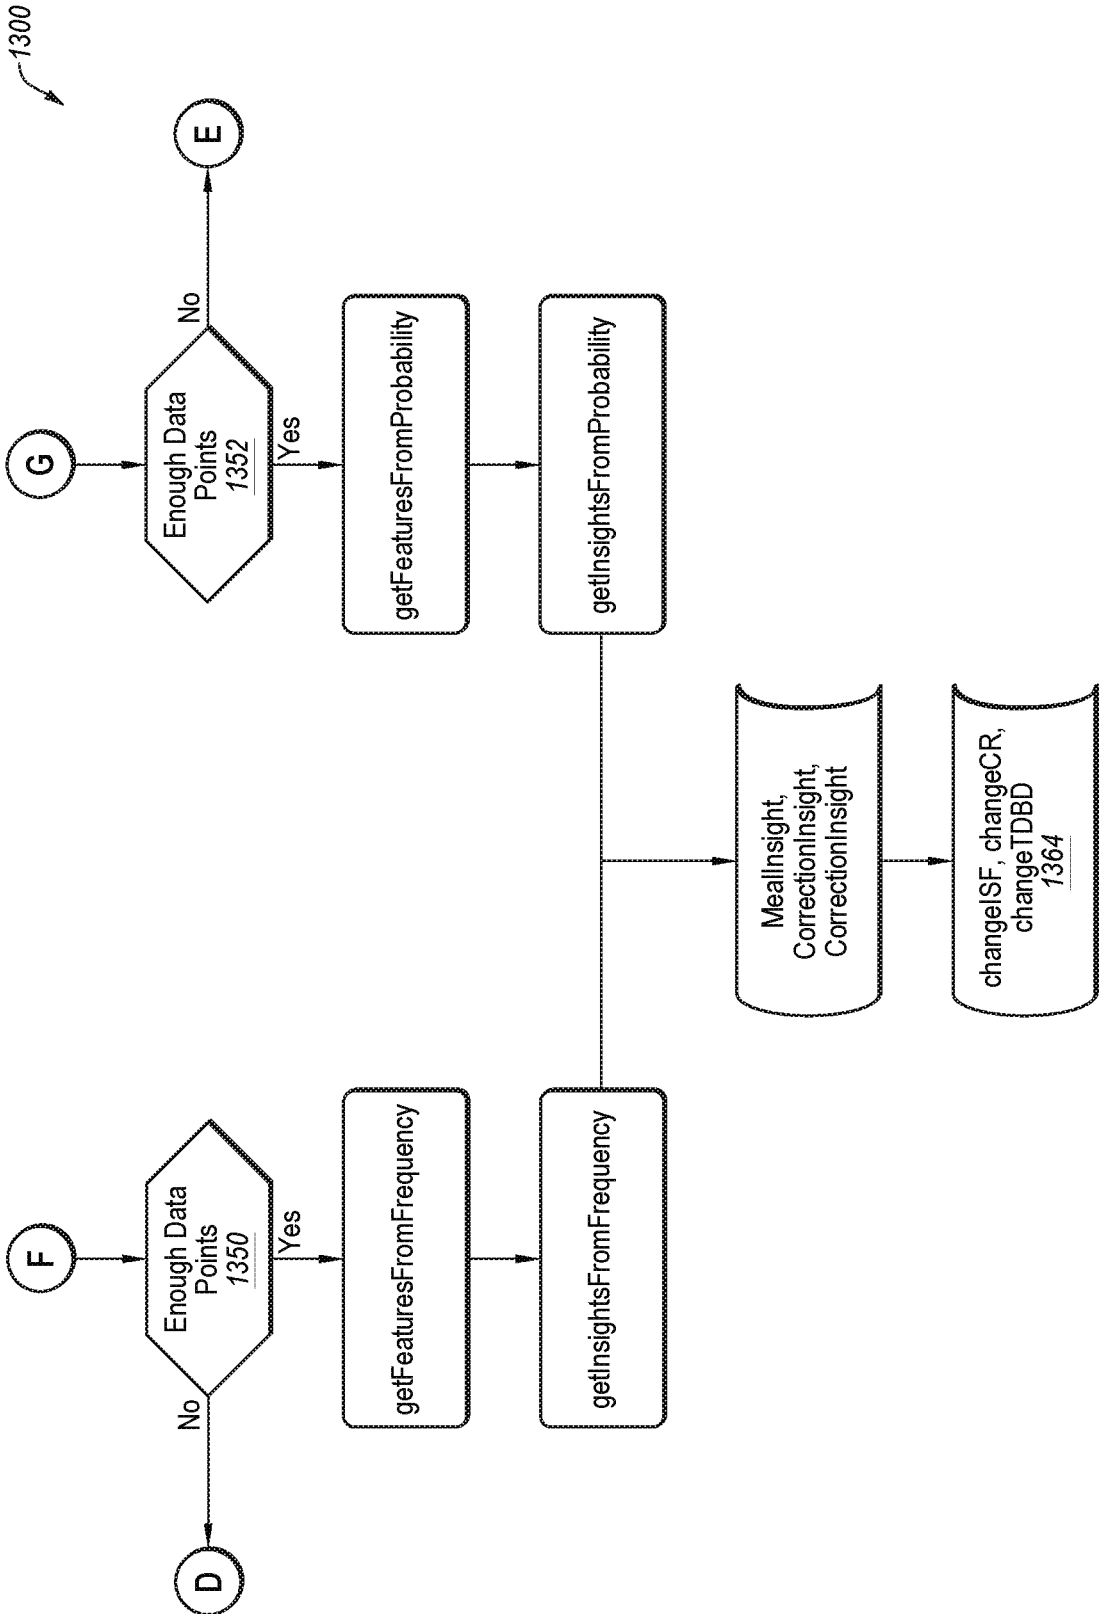 1300
F
G
Enough Data
Points
1350
No
D
Yes
Enough Data
Points
1352
No
E
Yes
getFeaturesFromFrequency
getFeaturesFromProbability
getInsightsFromFrequency
getInsightsFromProbability
MealInsight,
CorrectionInsight,
CorrectionInsight
changeISF, changeCR,
changeTDBD
1364